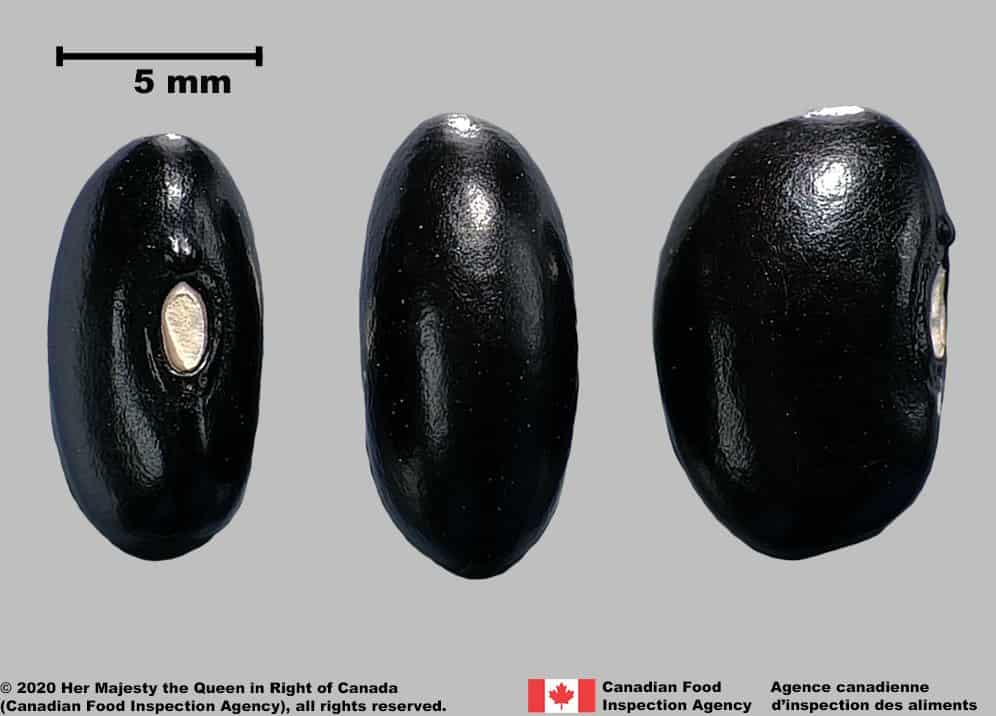 5 mm
© 2020 Her Majesty the Queen in Right of Canada
(Canadian Food Inspection Agency), all rights reserved.
Canadian Food
Inspection Agency
Agence canadienne
d'inspection des aliments